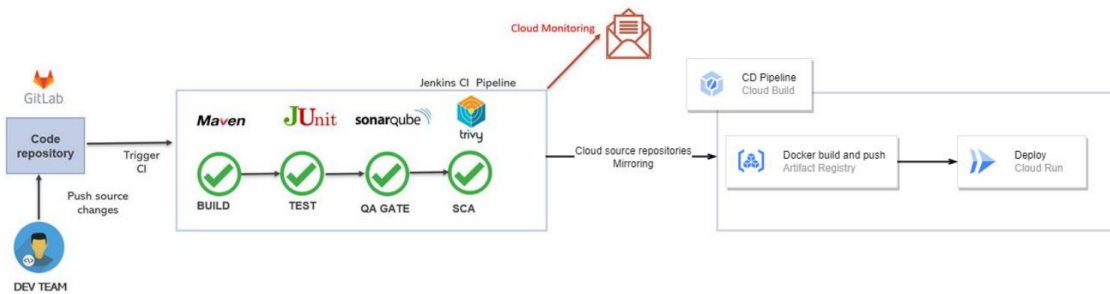 Cloud Monitoring
GitLab
Jenkins CI Pipeline
CD Pipeline
Cloud Build
Code
repository
Trigger
CI
Maven
JUnit
sonarqube
trivy
BUILD
TEST
QA GATE
SCA
Cloud source repositories
Mirroring
Docker build and push
Artifact Registry
Deploy
Cloud Run
Push source
changes
DEV TEAM